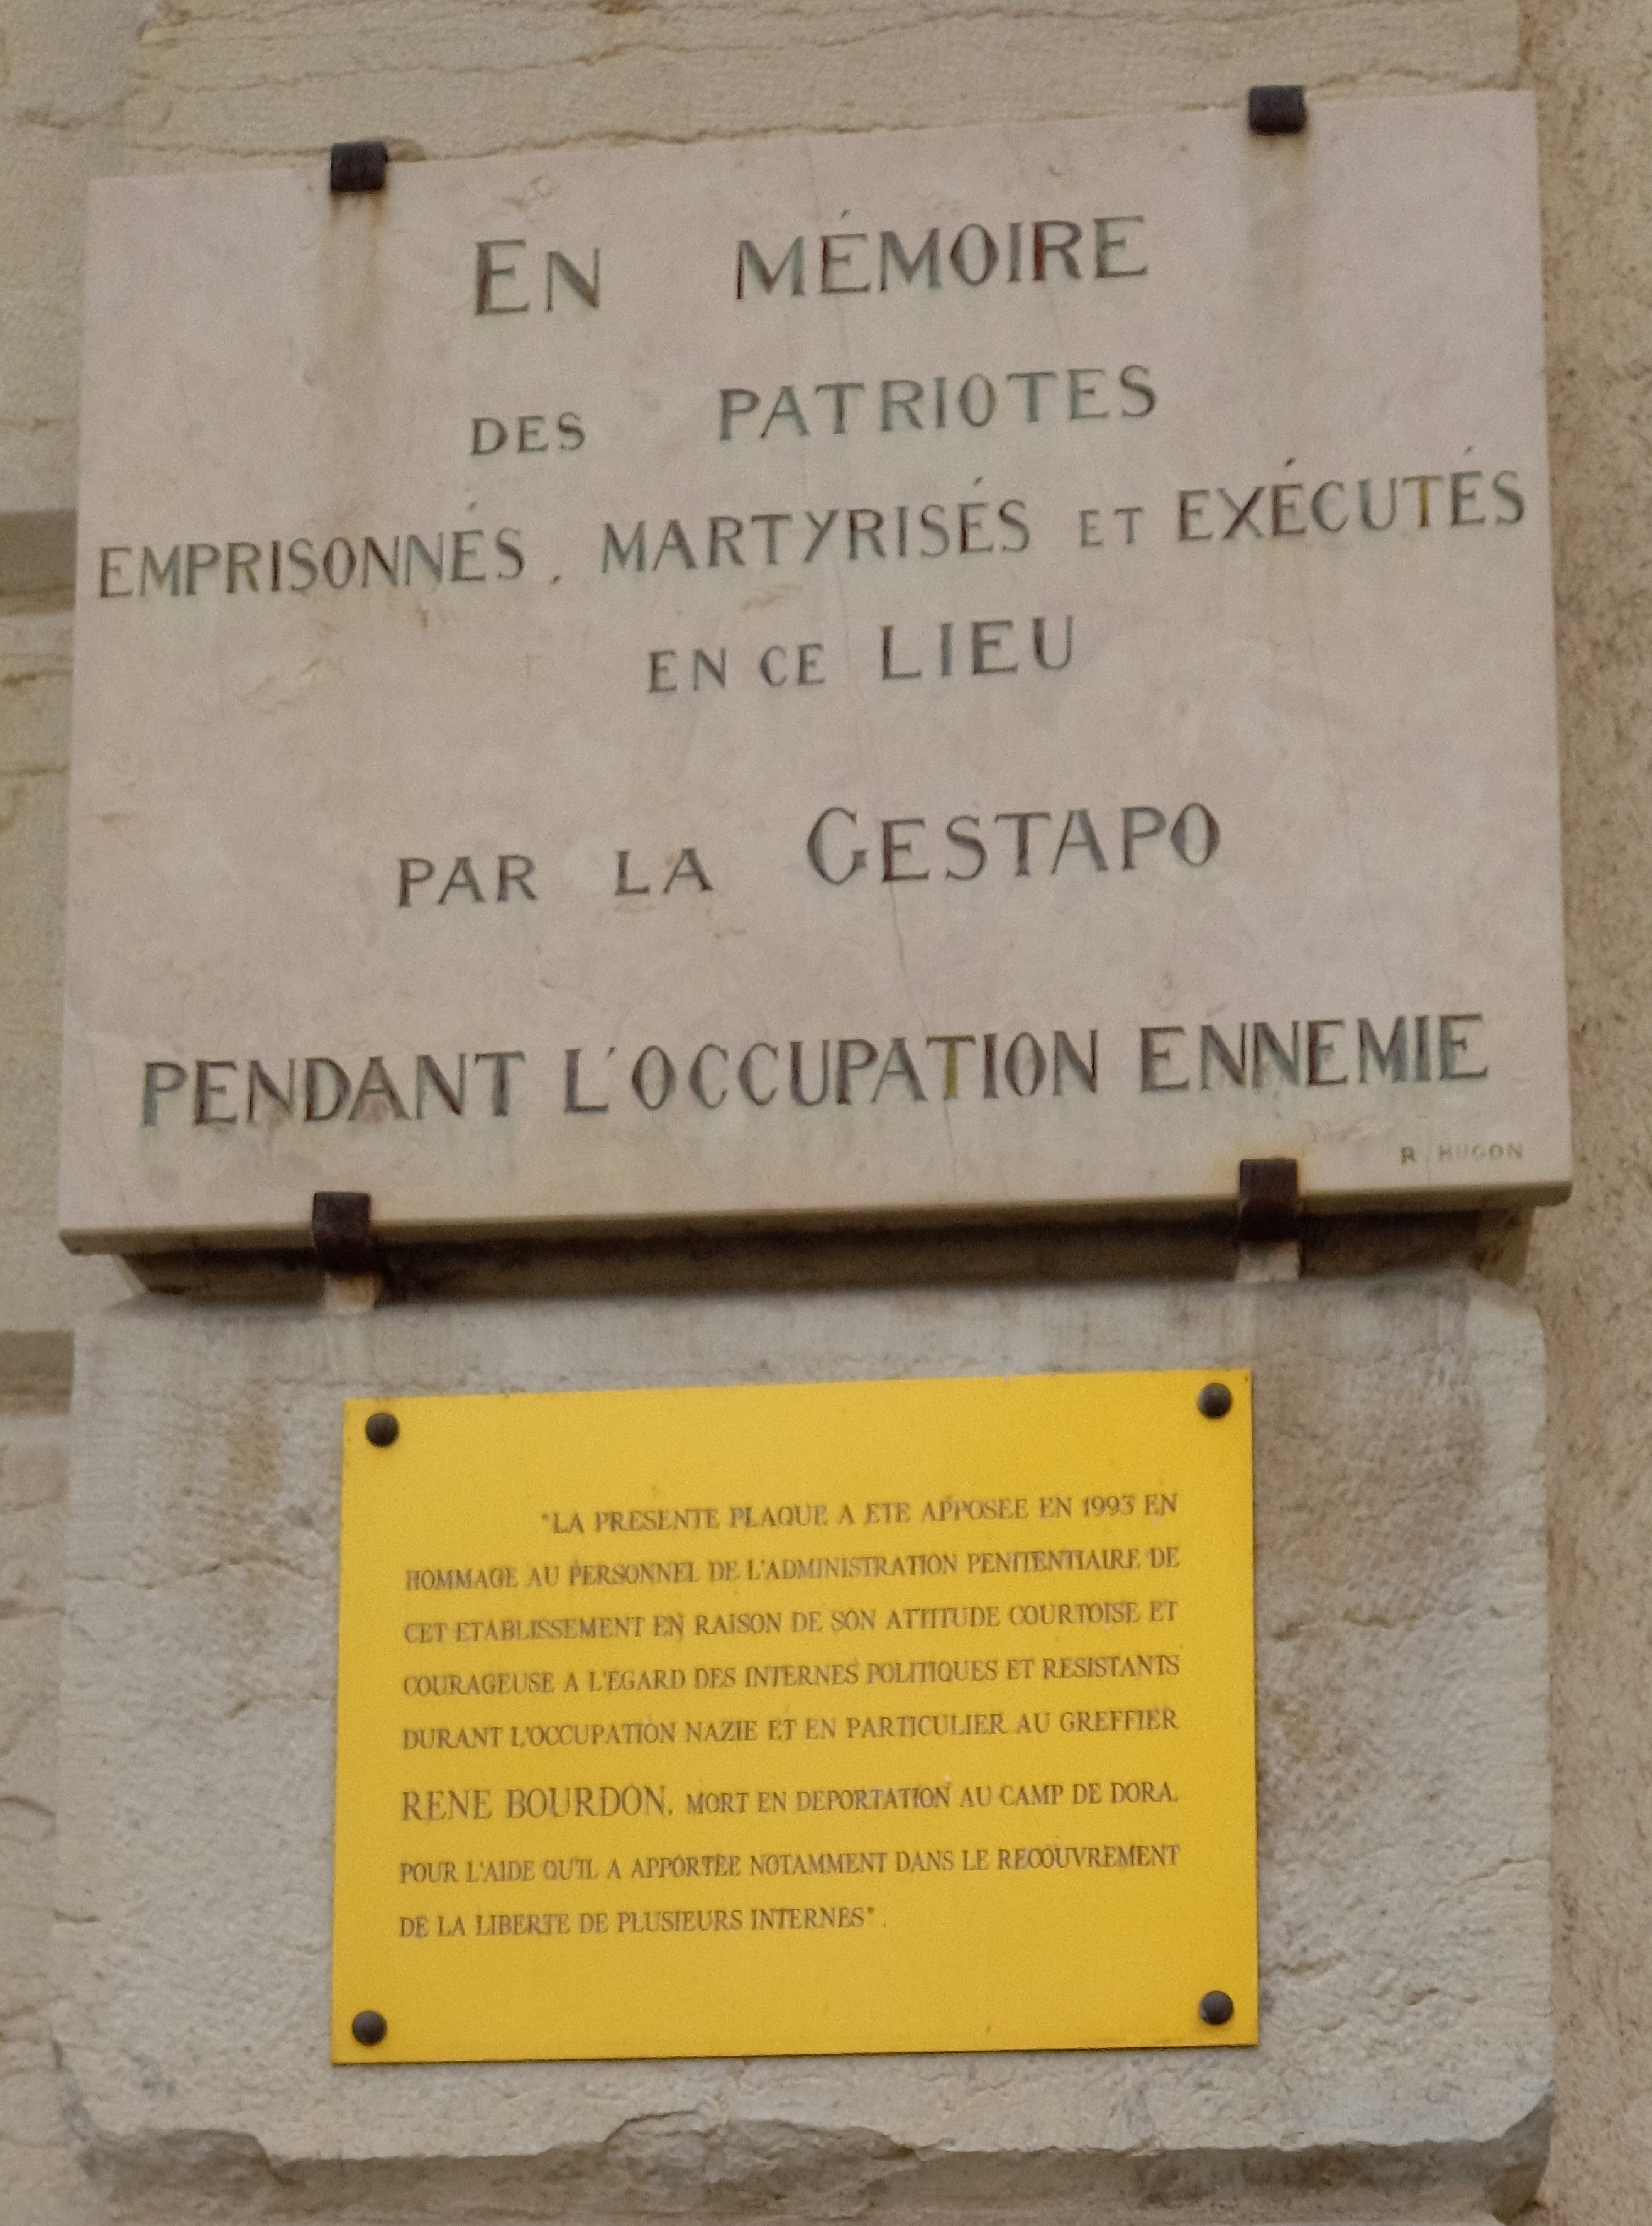 EN MÉMOIRE
DES PATRIOTES
EMPRISONNÉS, MARTYRISÉS ET EXÉCUTÉS
EN CE LIEU
PAR LA GESTAPO
PENDANT L'OCCUPATION ENNEMIE
R. HUGON
"LA PRESENTE PLAQUE A ETE APPOSEE EN 1993 EN
HOMMAGE AU PERSONNEL DE L'ADMINISTRATION PENITENTIAIRE DE
CET ETABLISSEMENT EN RAISON DE SON ATTITUDE COURTOISE ET
COURAGEUSE A L'EGARD DES INTERNES POLITIQUES ET RESISTANTS
DURANT L'OCCUPATION NAZIE ET EN PARTICULIER AU GREFFIER
RENE BOURDON, MORT EN DEPORTATION AU CAMP DE DORA,
POUR L'AIDE QU'IL A APPORTEE NOTAMMENT DANS LE RECOUVREMENT
DE LA LIBERTE DE PLUSIEURS INTERNES".